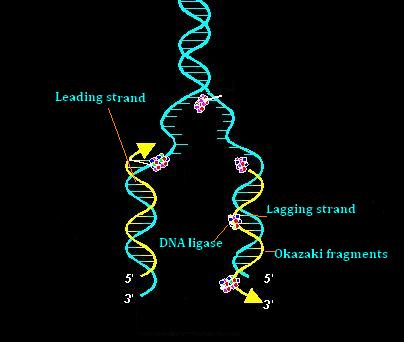 Leading strand
Lagging strand
DNA ligase
Okazaki fragments
5' 5'
3' 3'